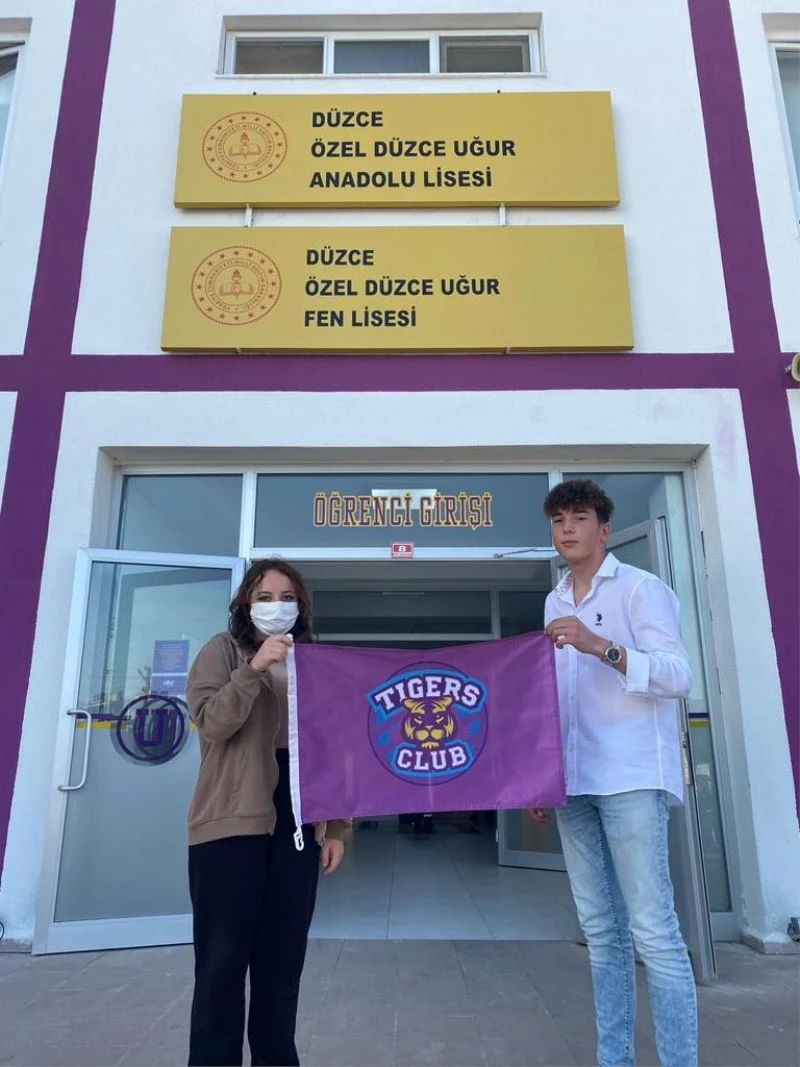 DÜZCE
ÖZEL DÜZCE UĞUR
ANADOLU LİSESİ
DÜZCE
ÖZEL DÜZCE UĞUR
FEN LİSESİ
ÖĞRENCİ GİRİŞİ
8
TIGERS
CLUB
U